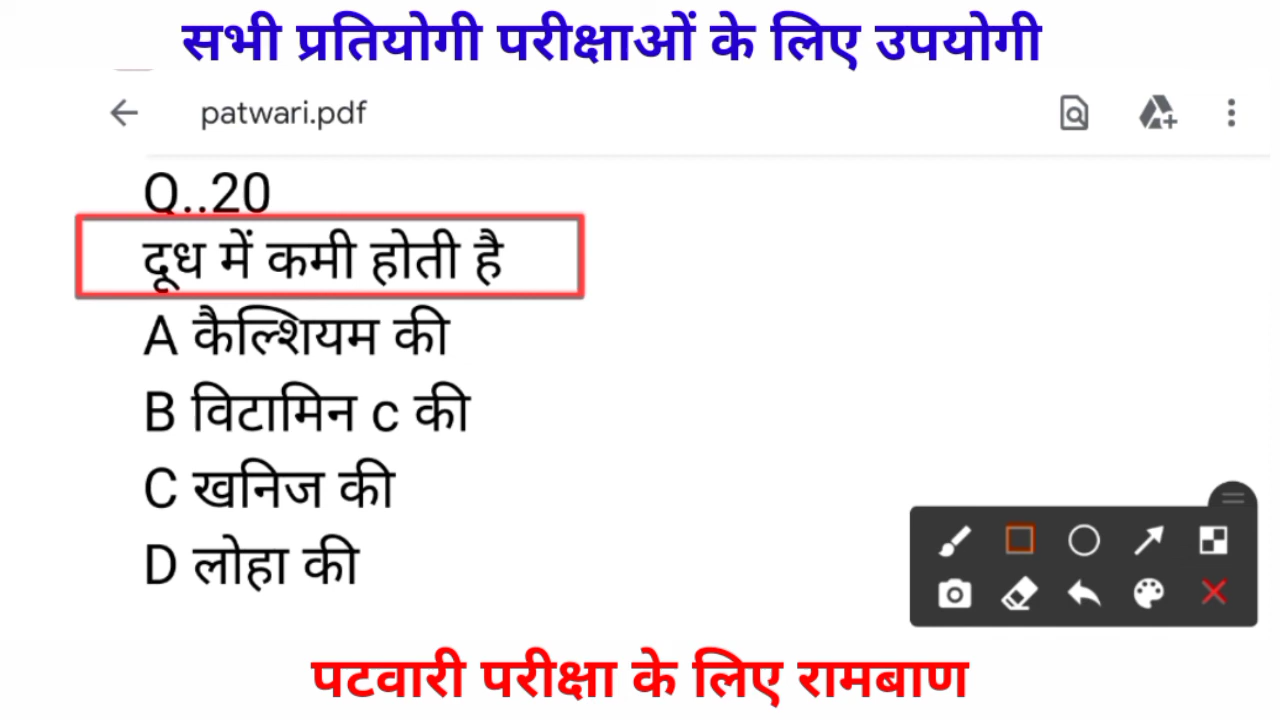 सभी प्रतियोगी परीक्षाओं के लिए उपयोगी
patwari.pdf
Q..20
दूध में कमी होती है
A कैल्शियम की
B विटामिन c की
C खनिज की
D लोहा की
पटवारी परीक्षा के लिए रामबाण